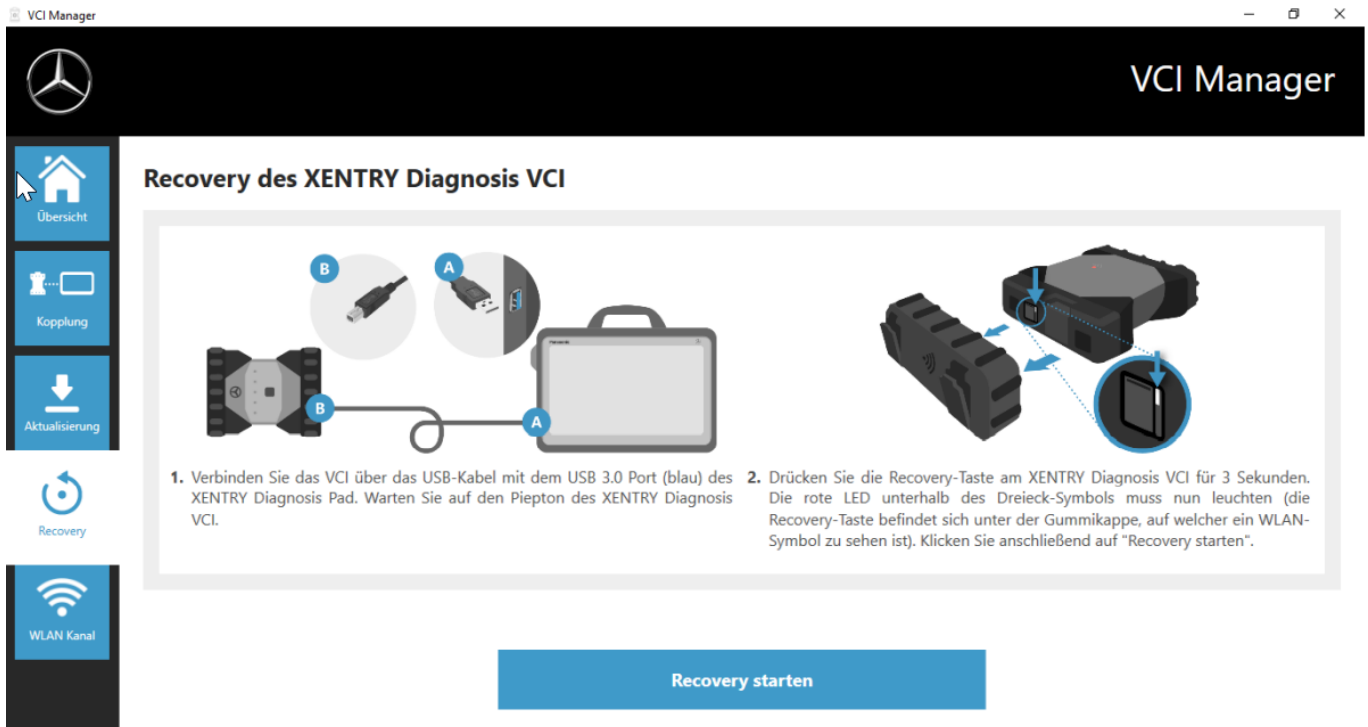 VCI Manager
VCI Manager
Übersicht
Kopplung
Aktualisierung
Recovery
WLAN Kanal
Recovery des XENTRY Diagnosis VCI
B
A
B
A
1. Verbinden Sie das VCI über das USB-Kabel mit dem USB 3.0 Port (blau) des
XENTRY Diagnosis Pad. Warten Sie auf den Piepton des XENTRY Diagnosis
VCI.
2. Drücken Sie die Recovery-Taste am XENTRY Diagnosis VCI für 3 Sekunden.
Die rote LED unterhalb des Dreieck-Symbols muss nun leuchten (die
Recovery-Taste befindet sich unter der Gummikappe, auf welcher ein WLAN-
Symbol zu sehen ist). Klicken Sie anschließend auf "Recovery starten".
Recovery starten